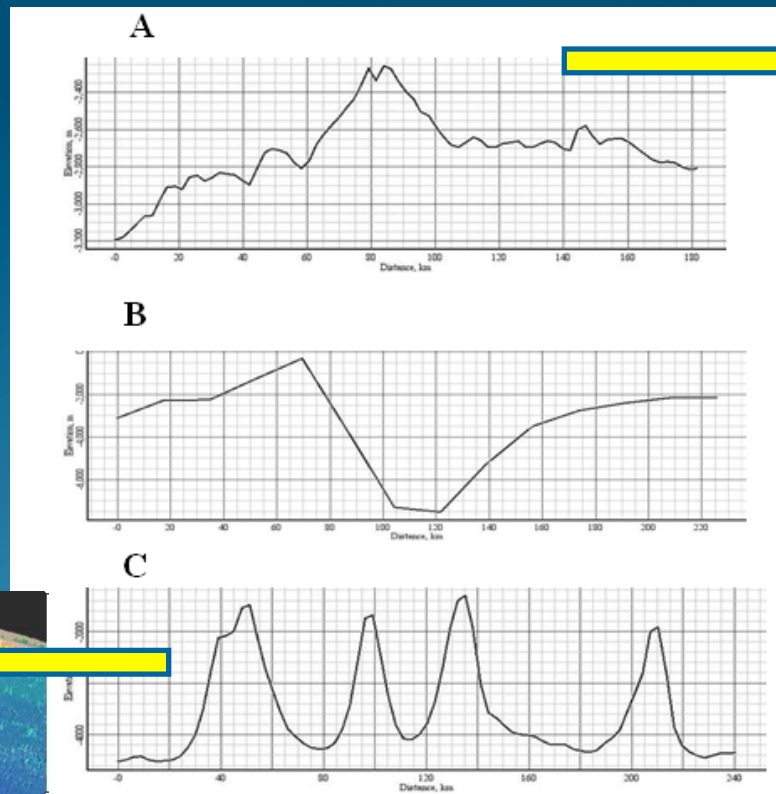 A
Elevation, m
-2,400
-2,600
-2,800
-3,000
-3,200
-0 20 40 60 80 100 120 140 160 180
Distance, km
B
Elevation, m
-2,000
-4,000
-6,000
-0 20 40 60 80 100 120 140 160 180 200 220
Distance, km
C
-2000
-4000
-0 40 80 120 160 200 240
Distance, km